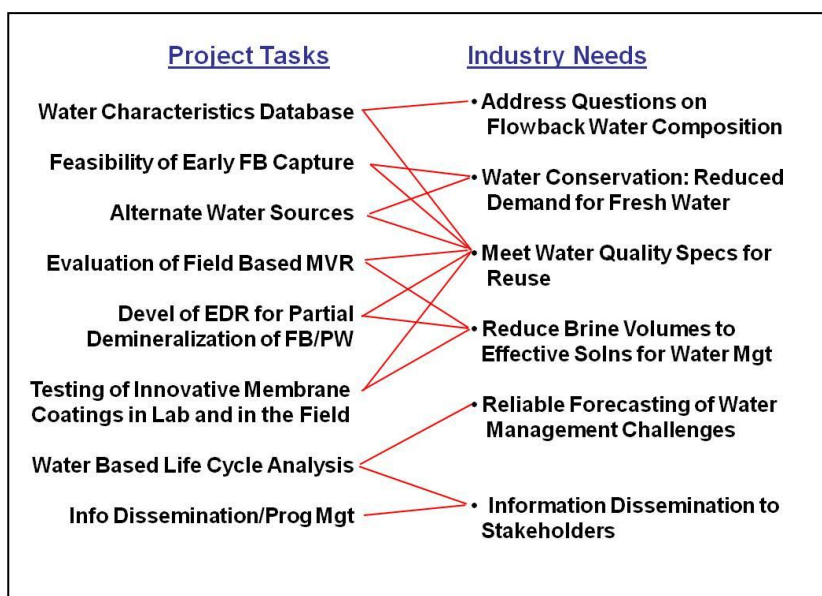 Project Tasks
Water Characteristics Database
Feasibility of Early FB Capture
Alternate Water Sources
Evaluation of Field Based MVR
Devel of EDR for Partial
Demineralization of FB/PW
Testing of Innovative Membrane
Coatings in Lab and in the Field
Water Based Life Cycle Analysis
Info Dissemination/Prog Mgt
Industry Needs
• Address Questions on
Flowback Water Composition
• Water Conservation: Reduced
Demand for Fresh Water
• Meet Water Quality Specs for
Reuse
• Reduce Brine Volumes to
Effective Solns for Water Mgt
• Reliable Forecasting of Water
Management Challenges
• Information Dissemination to
Stakeholders